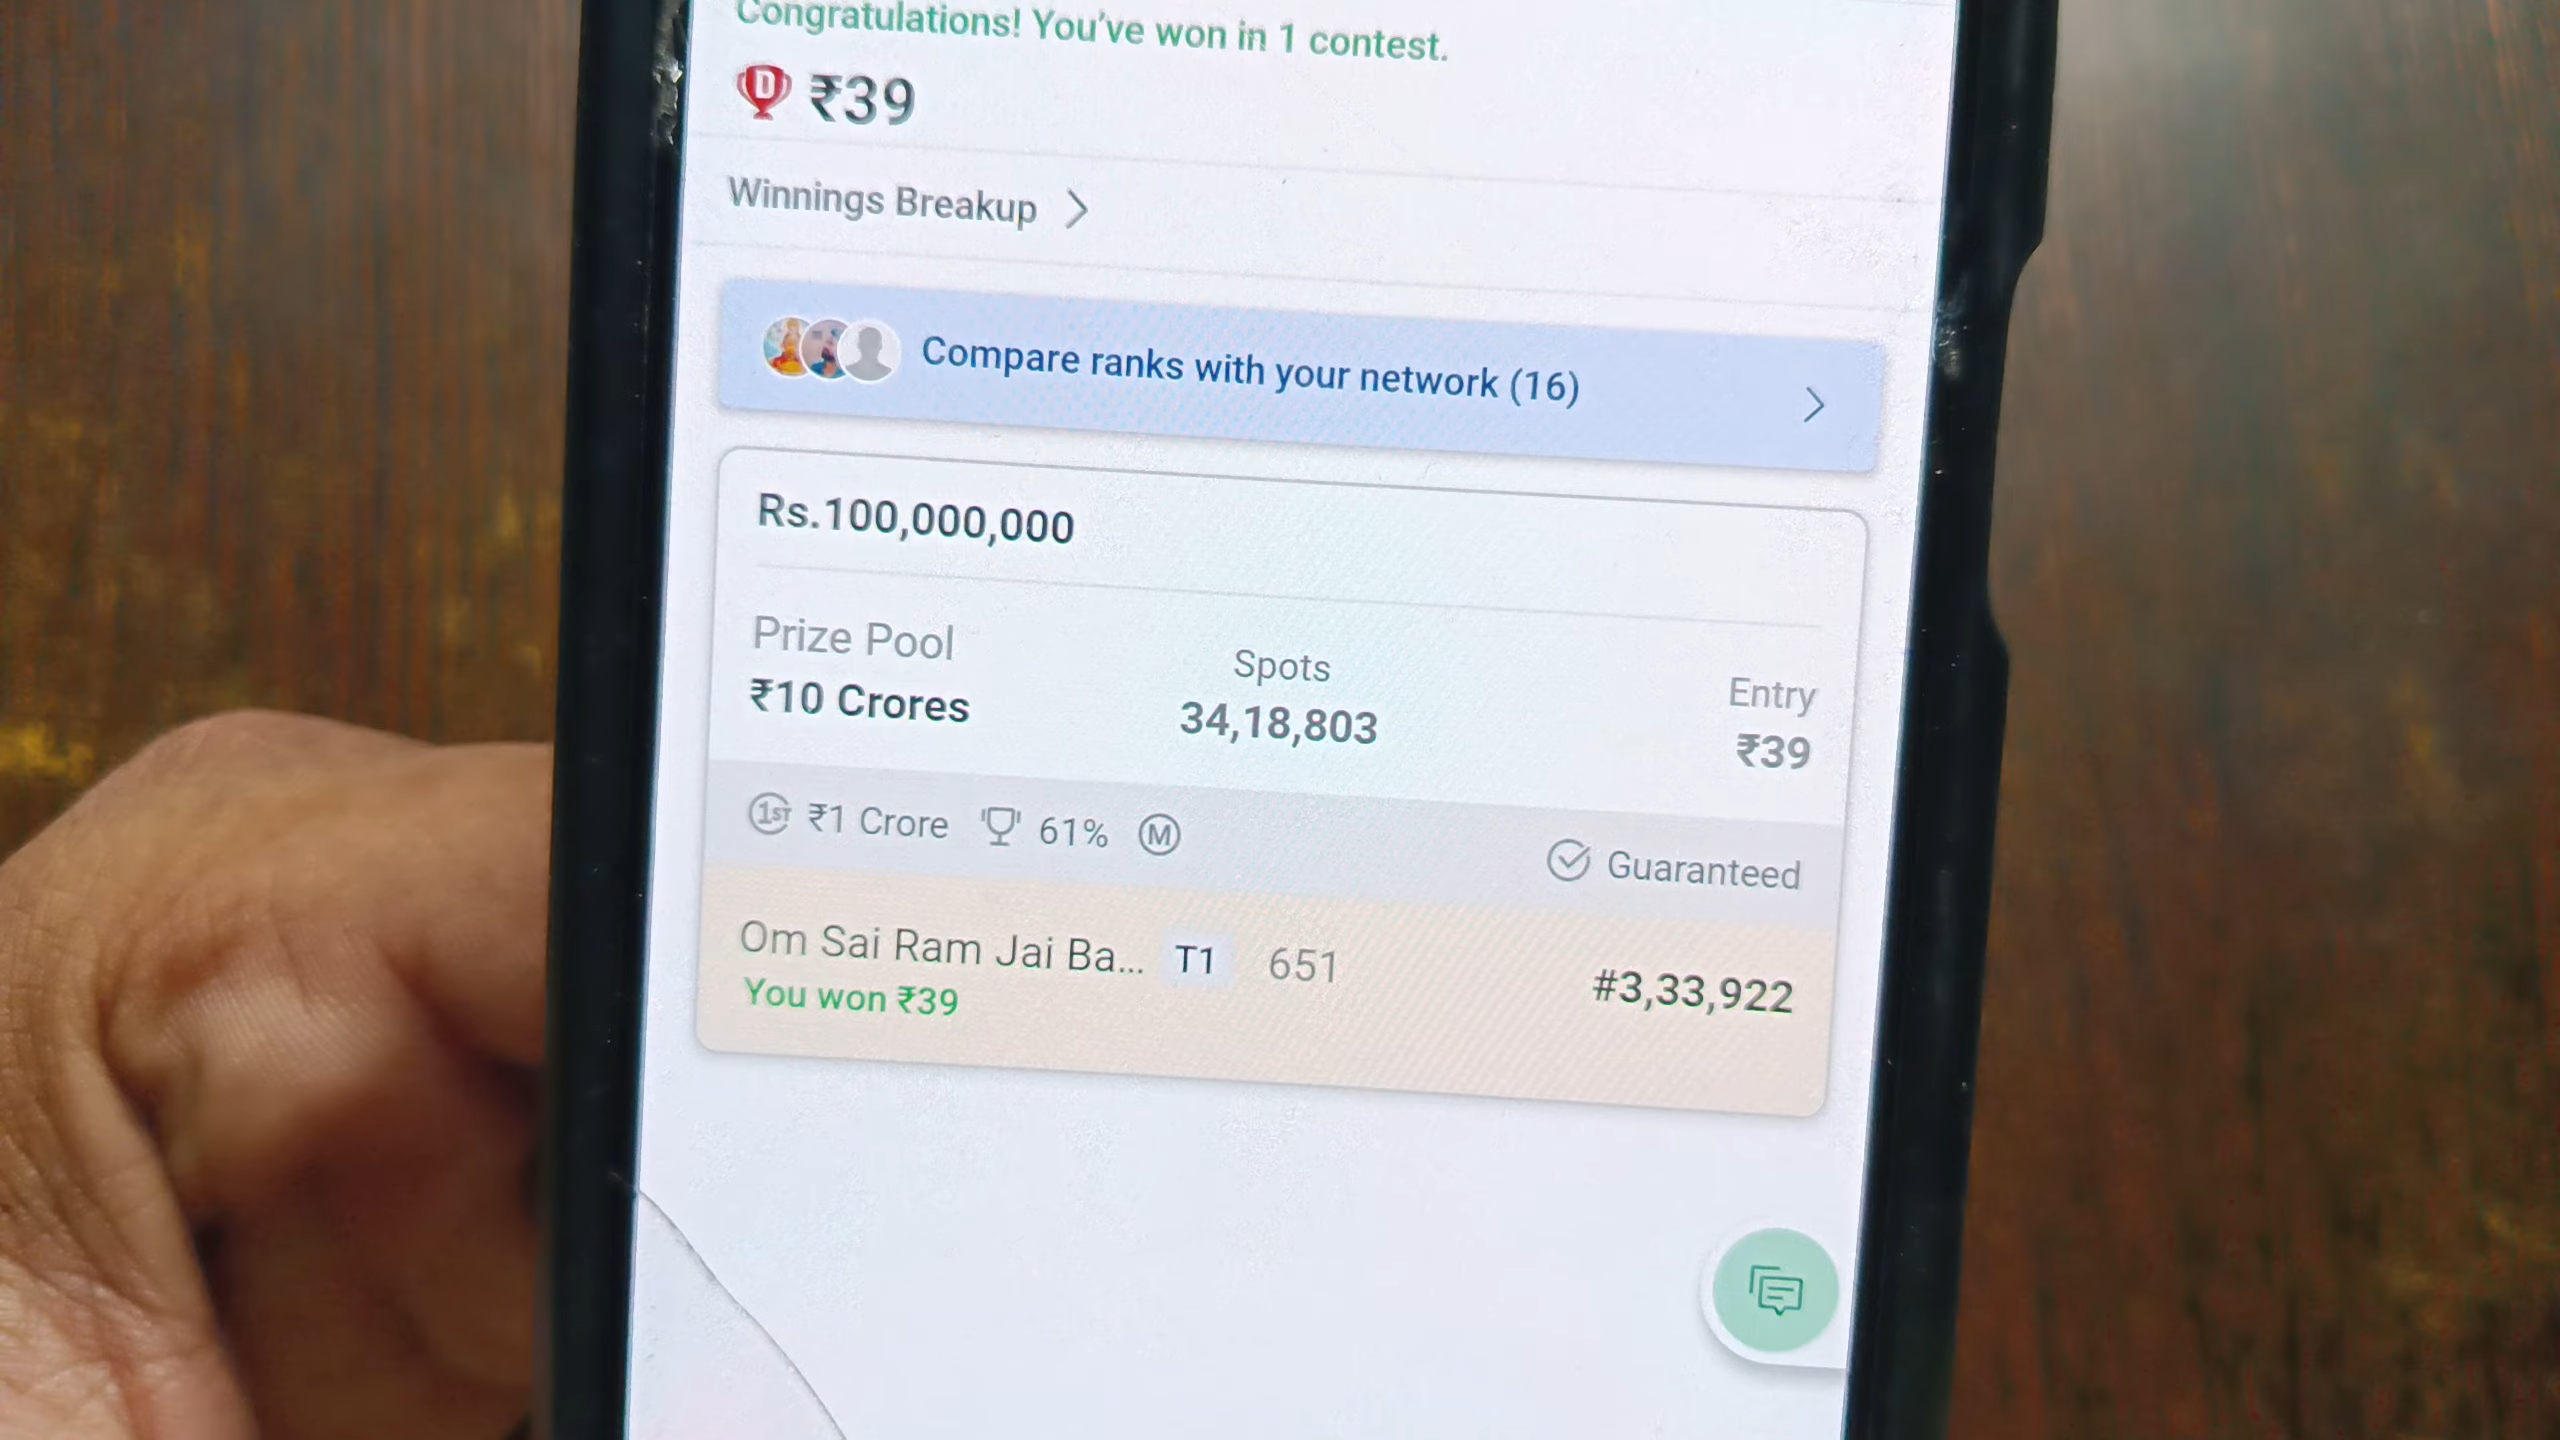 Congratulations! You've won in 1 contest.
D ₹39
Winnings Breakup
Compare ranks with your network (16)
Rs.100,000,000
Prize Pool Spots Entry
₹10 Crores 34,18,803 ₹39
1ST ₹1 Crore 61% M Guaranteed
Om Sai Ram Jai Ba... T1 651 #3,33,922
You won ₹39